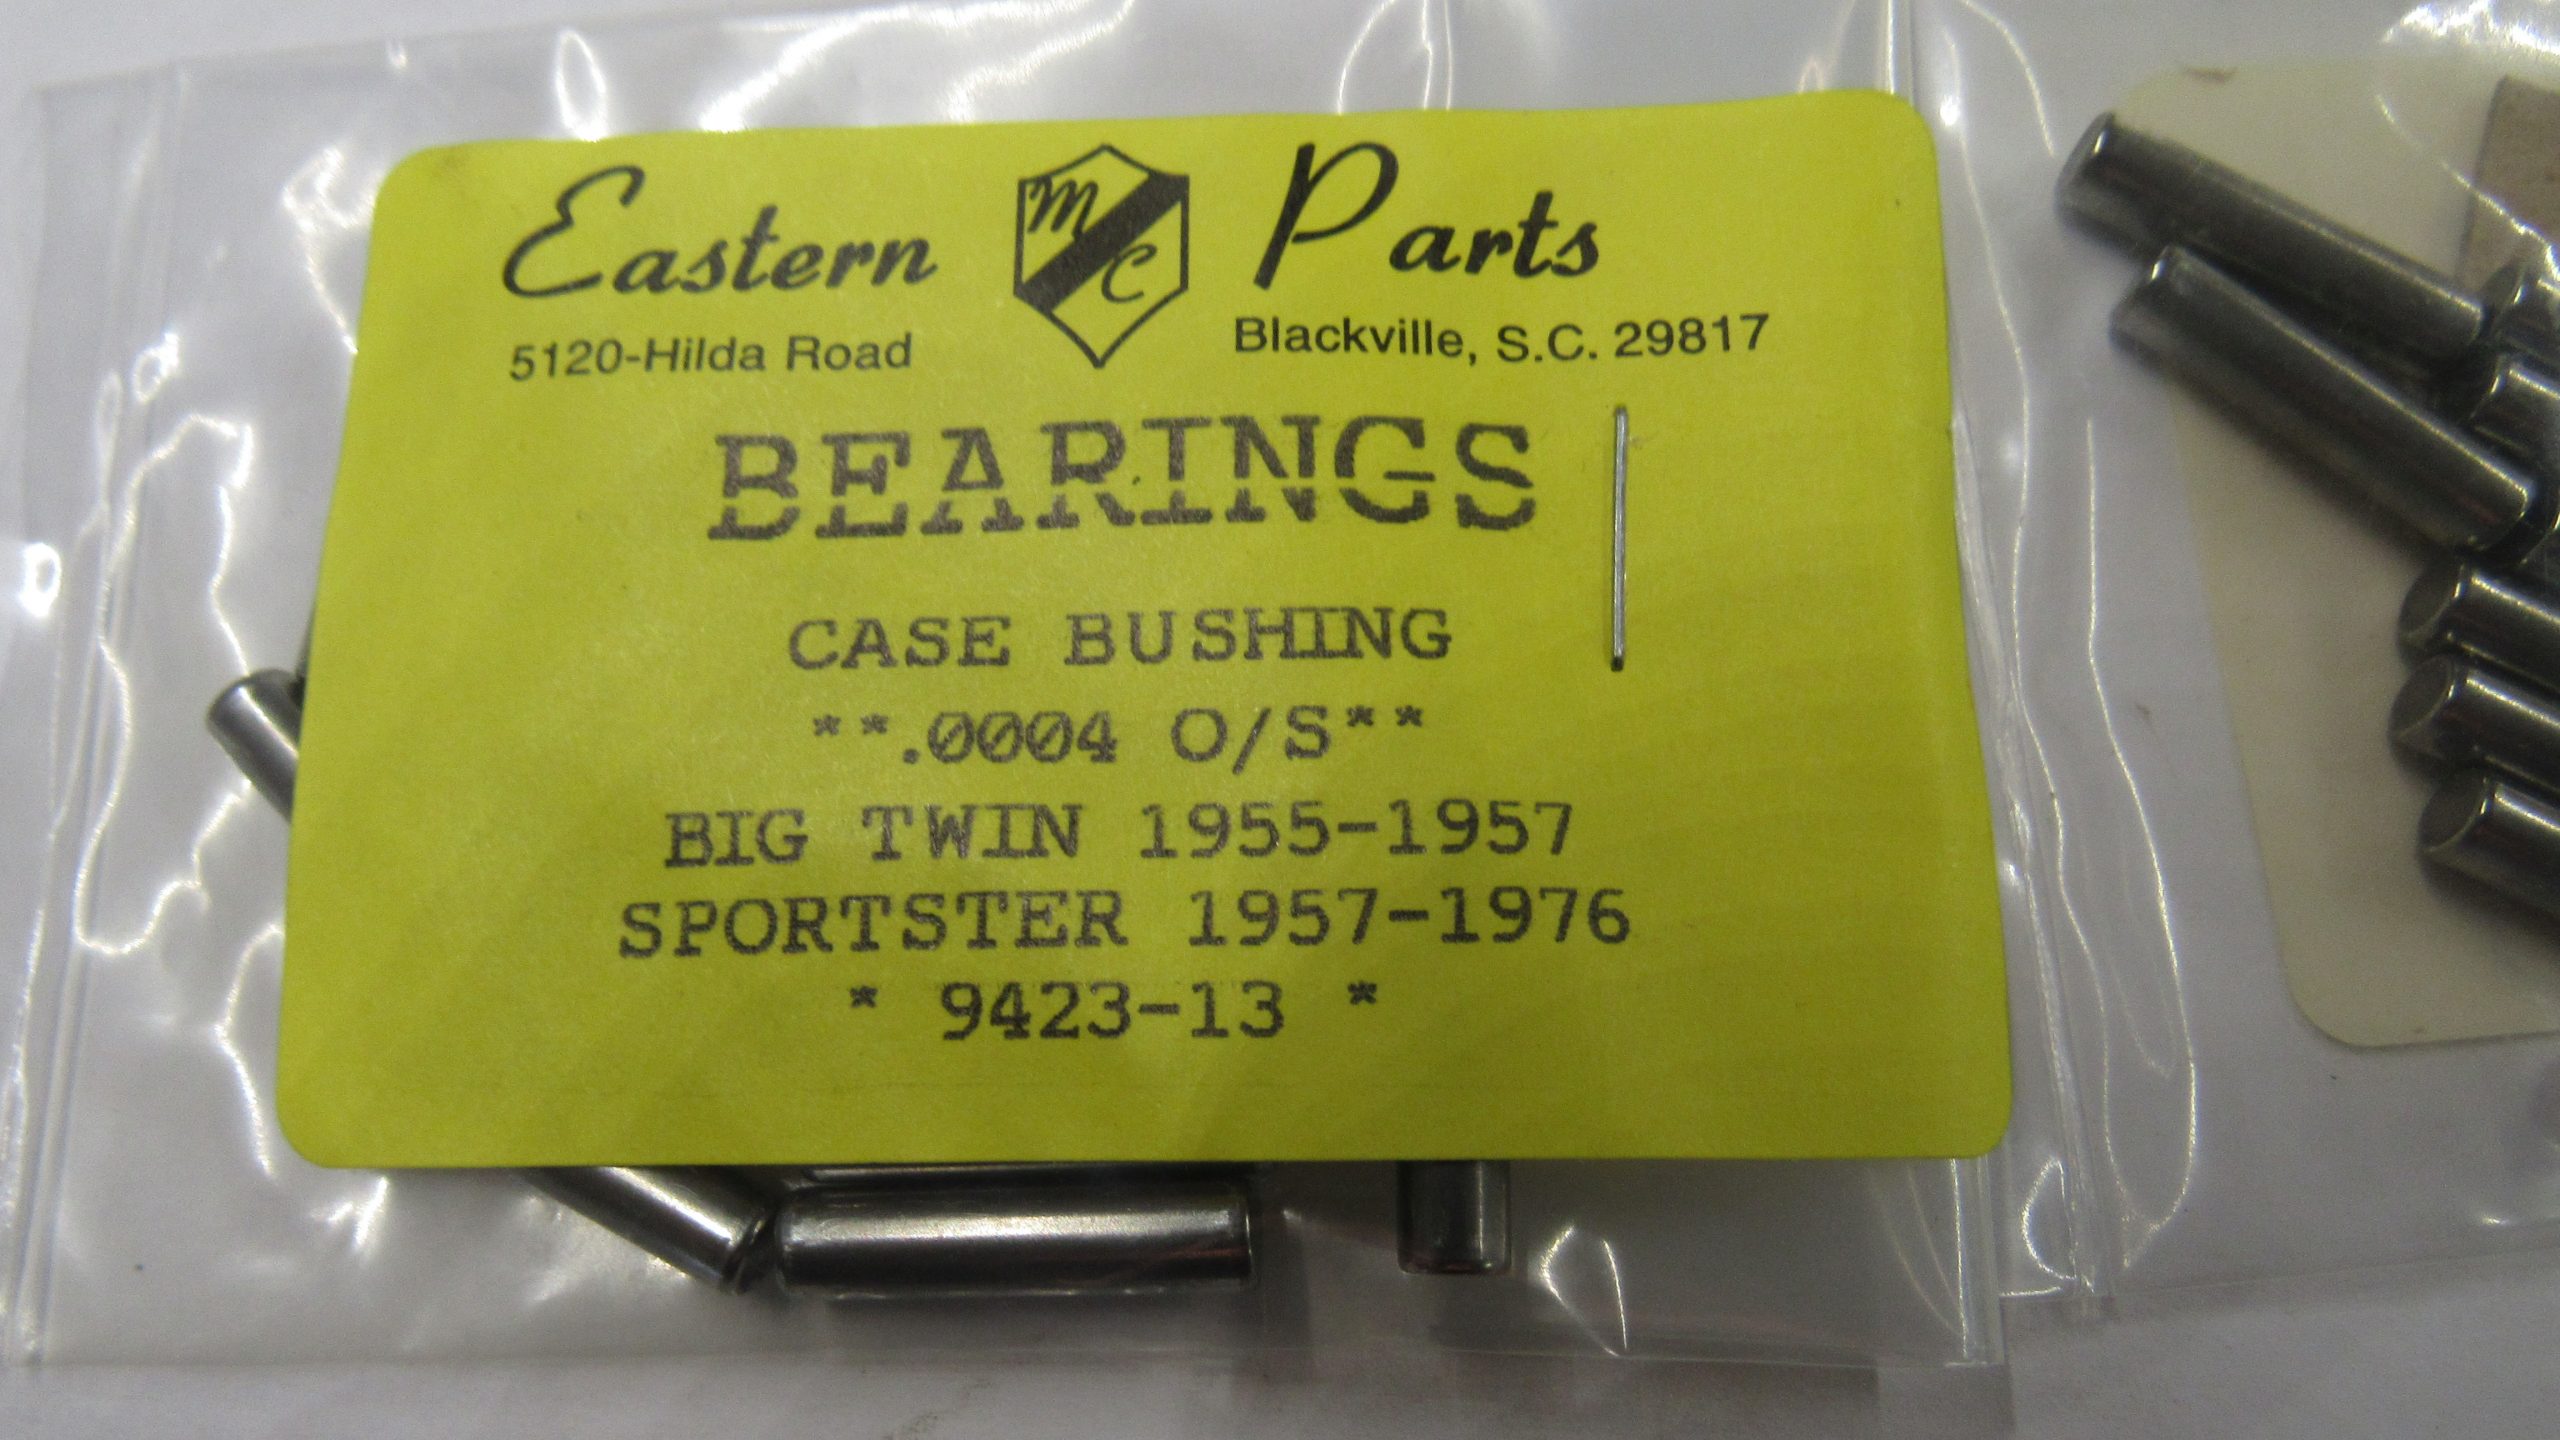 Eastern MC Parts
5120-Hilda Road Blackville, S.C. 29817
BEARINGS
CASE BUSHING
**.0004 O/S**
BIG TWIN 1955-1957
SPORTSTER 1957-1976
* 9423-13 *